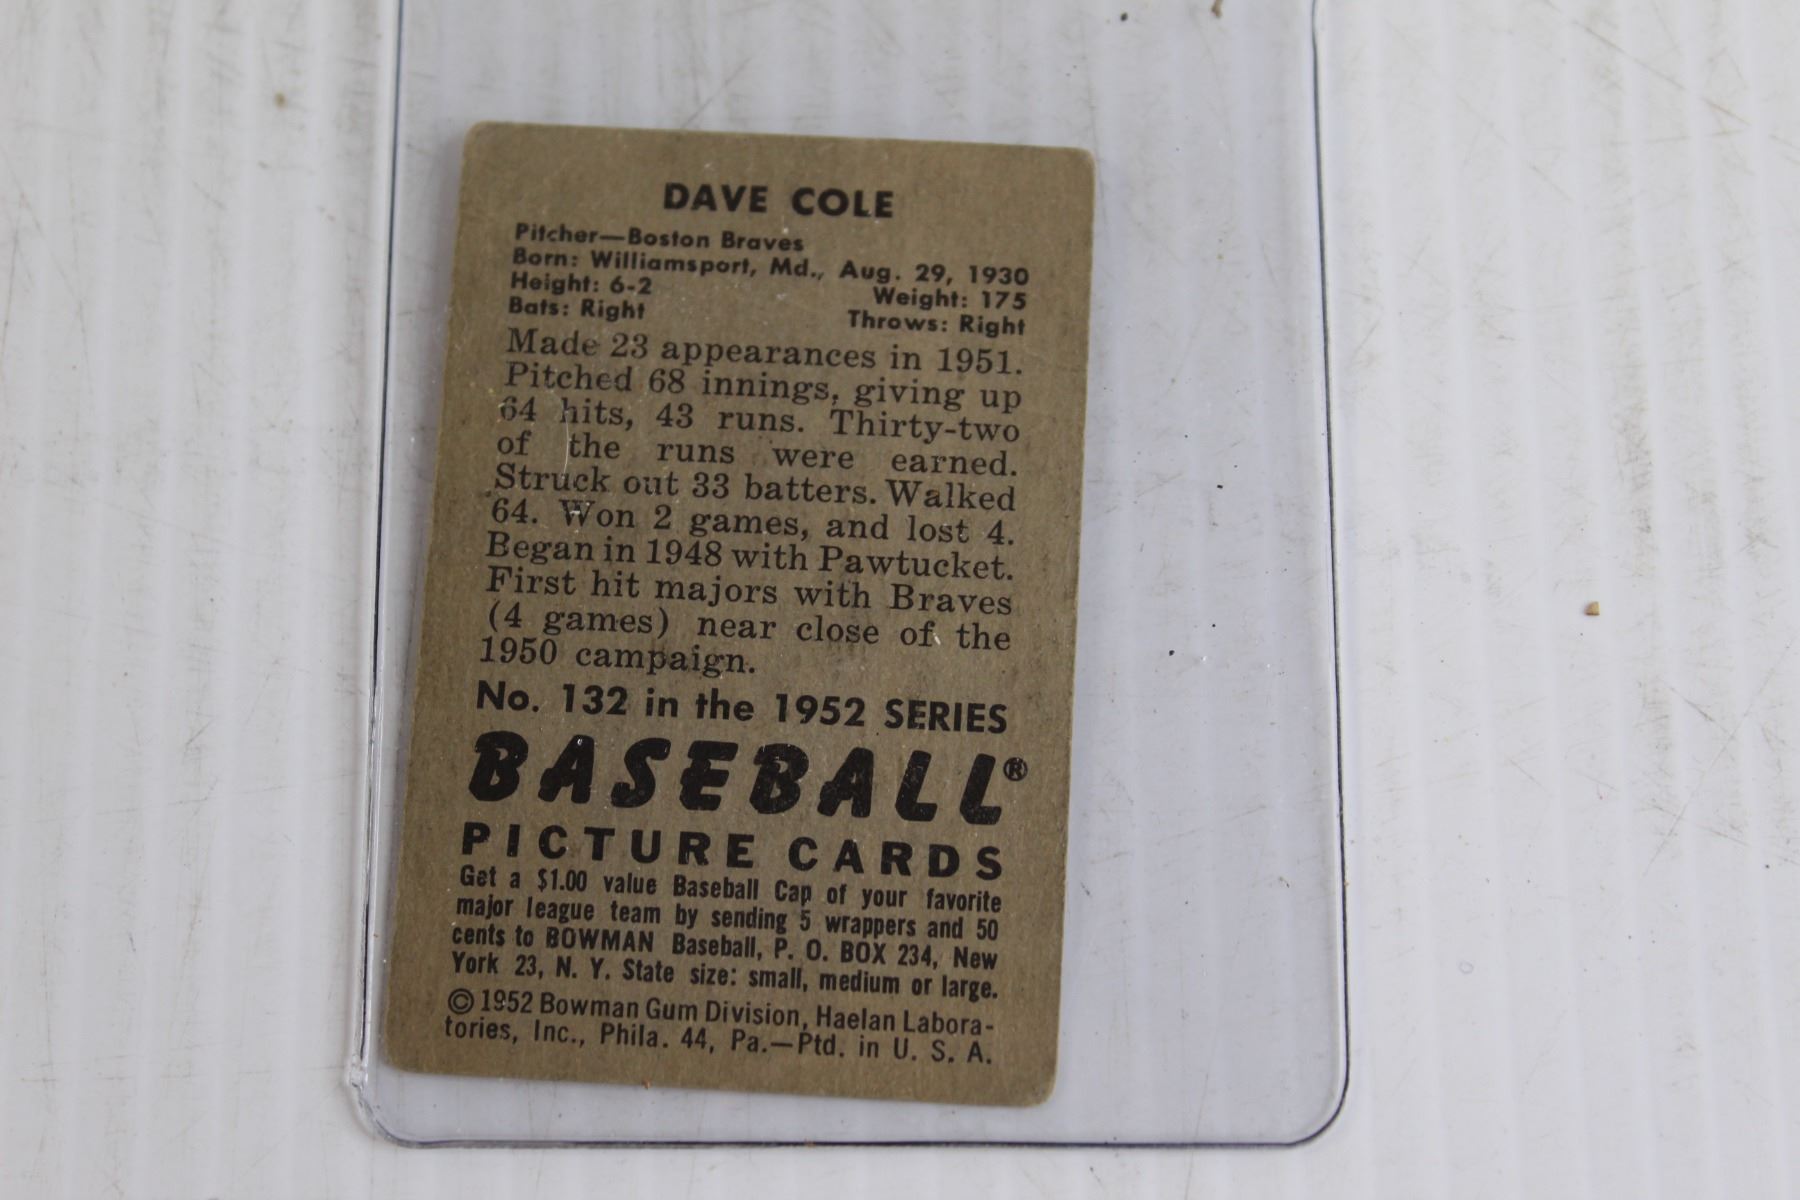 DAVE COLE
Pitcher—Boston Braves
Born: Williamsport, Md., Aug. 29, 1930
Height: 6-2 Weight: 175
Bats: Right Throws: Right
Made 23 appearances in 1951.
Pitched 68 innings, giving up
64 hits, 43 runs. Thirty-two
of the runs were earned.
Struck out 33 batters. Walked
64. Won 2 games, and lost 4.
Began in 1948 with Pawtucket.
First hit majors with Braves
(4 games) near close of the
1950 campaign.
No. 132 in the 1952 SERIES
BASEBALL®
PICTURE CARDS
Get a $1.00 value Baseball Cap of your favorite
major league team by sending 5 wrappers and 50
cents to BOWMAN Baseball, P. O. BOX 234, New
York 23, N. Y. State size: small, medium or large.
© 1952 Bowman Gum Division, Haelan Labora-
tories, Inc., Phila. 44, Pa.—Ptd. in U. S. A.